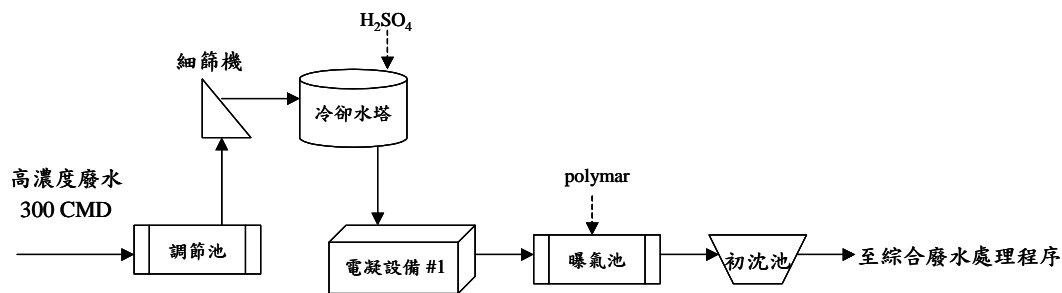 H₂SO₄
細篩機
冷卻水塔
高濃度廢水
300 CMD
polymar
調節池
電凝設備 #1
曝氣池
初沈池
至綜合廢水處理程序